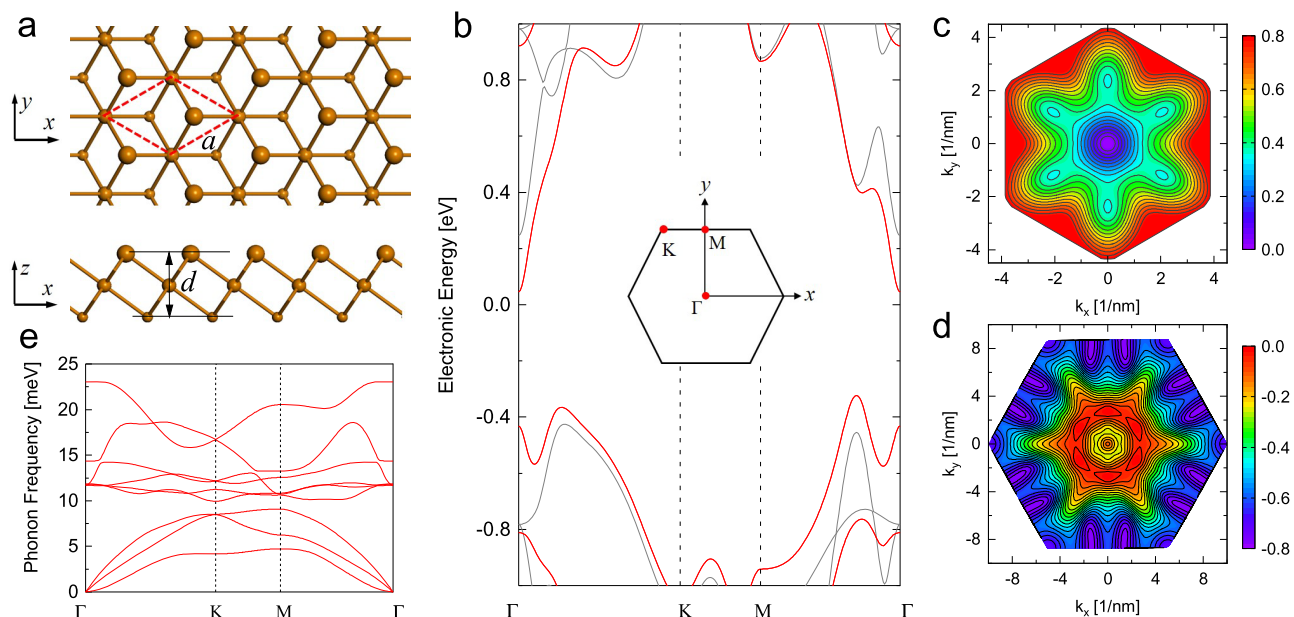 a
y
x
a
z
x
d
e
Phonon Frequency [meV]
25
20
15
10
5
0
Γ K M Γ
b
Electronic Energy [eV]
0.8
0.4
0.0
-0.4
-0.8
y
K M
Γ x
Γ K M Γ
c
k_y [1/nm]
4
2
0
-2
-4
-4 -2 0 2 4
k_x [1/nm]
0.8
0.6
0.4
0.2
0.0
d
k_y [1/nm]
8
4
0
-4
-8
-8 -4 0 4 8
k_x [1/nm]
0.0
-0.2
-0.4
-0.6
-0.8